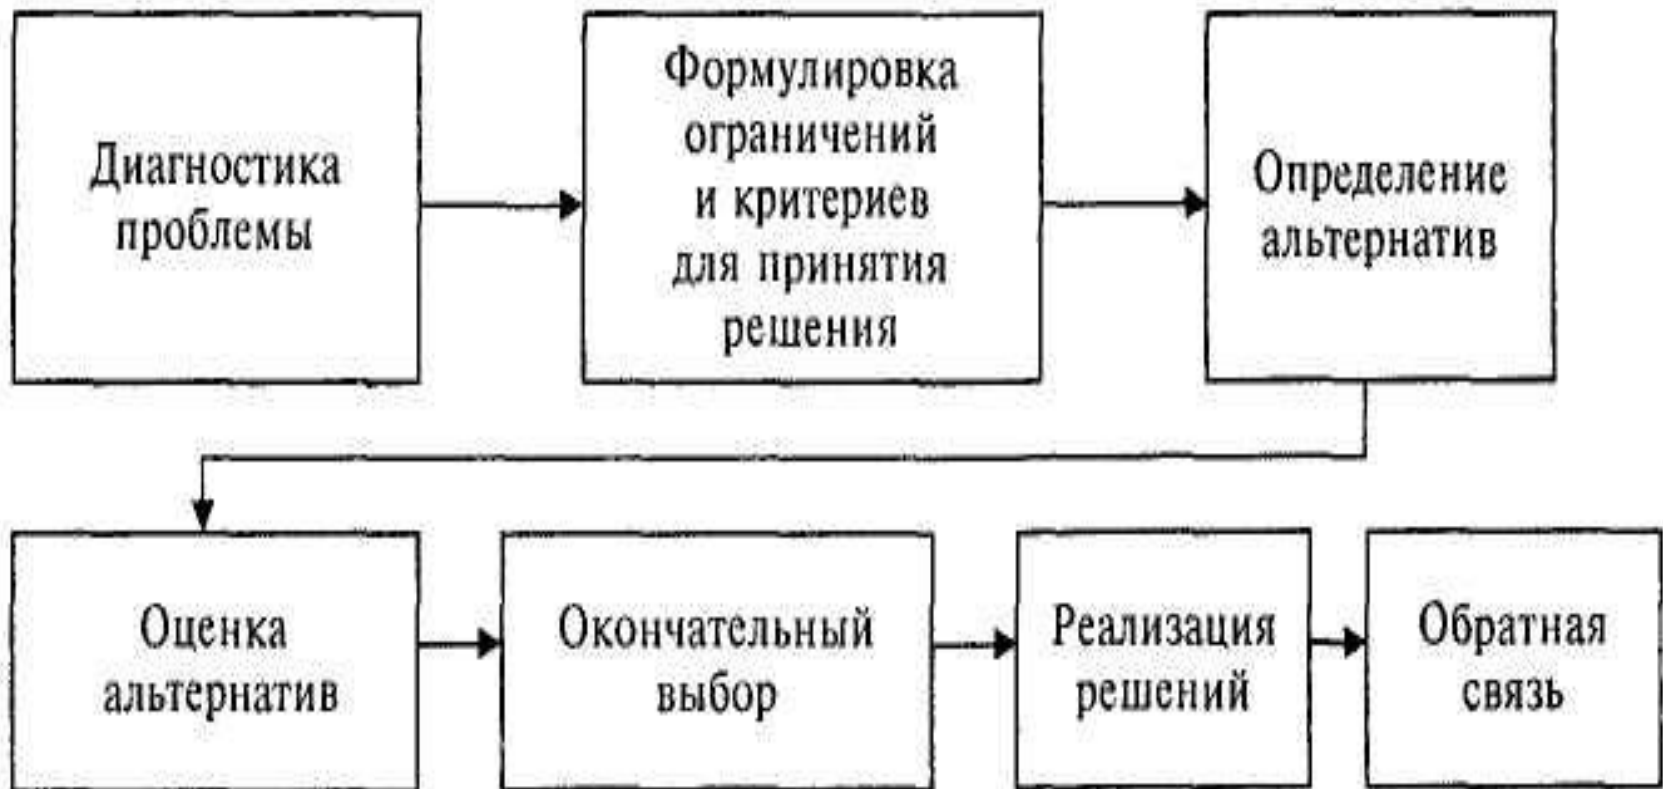 Диагностика
проблемы
Формулировка
ограничений
и критериев
для принятия
решения
Определение
альтернатив
Оценка
альтернатив
Окончательный
выбор
Реализация
решений
Обратная
связь